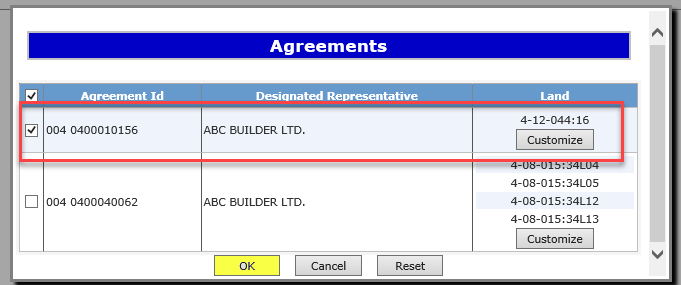 Agreements
Agreement Id Designated Representative Land
004 0400010156 ABC BUILDER LTD. 4-12-044:16
Customize
004 0400040062 ABC BUILDER LTD. 4-08-015:34L04
4-08-015:34L05
4-08-015:34L12
4-08-015:34L13
Customize
OK Cancel Reset